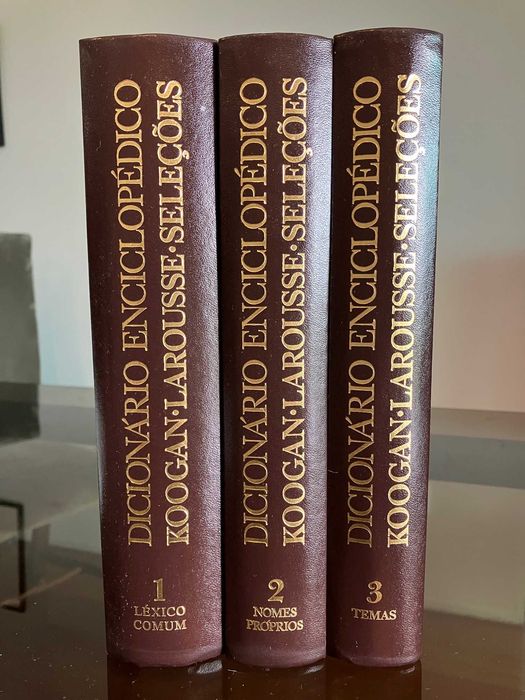 DICIONÁRIO ENCICLOPÉDICO
KOOGAN·LAROUSSE·SELEÇÕES
1
LÉXICO
COMUM
DICIONÁRIO ENCICLOPÉDICO
KOOGAN·LAROUSSE·SELEÇÕES
2
NOMES
PRÓPRIOS
DICIONÁRIO ENCICLOPÉDICO
KOOGAN·LAROUSSE·SELEÇÕES
3
TEMAS